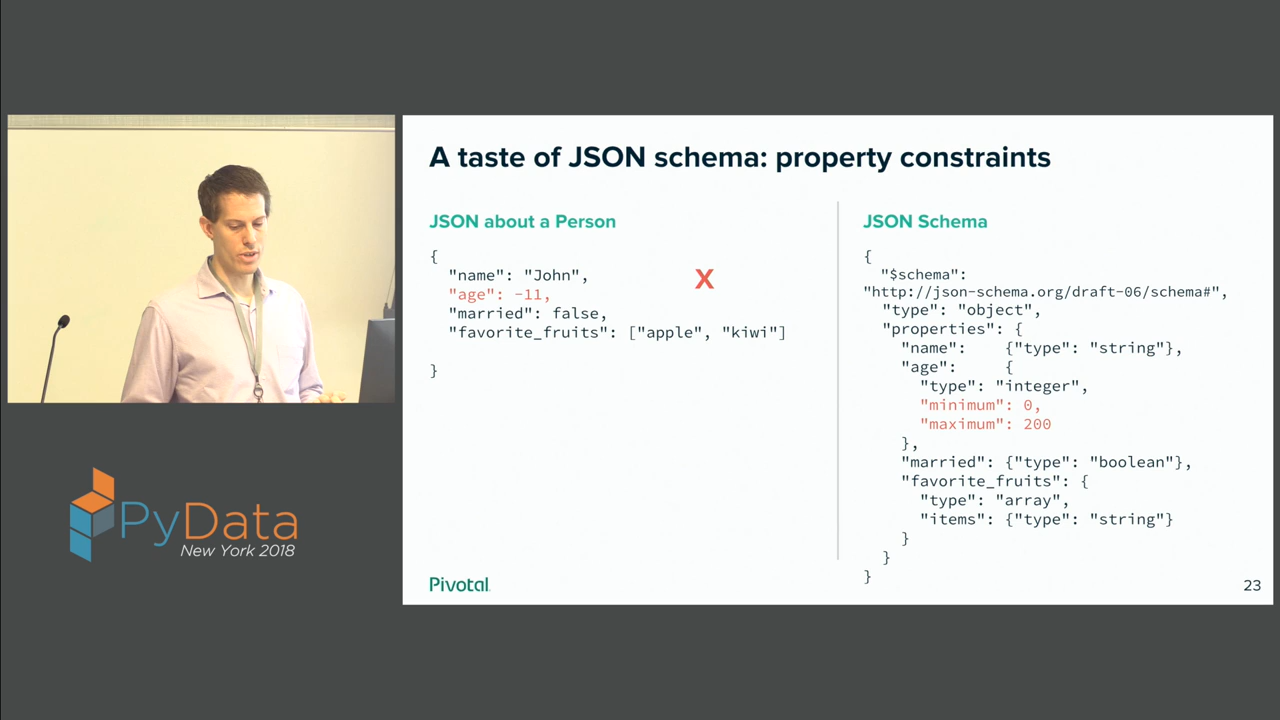 A taste of JSON schema: property constraints
JSON about a Person
{
"name": "John",
"age": -11,
"married": false,
"favorite_fruits": ["apple", "kiwi"]
}
X
JSON Schema
{
"$schema":
"http://json-schema.org/draft-06/schema#",
"type": "object",
"properties": {
"name": {"type": "string"},
"age": {
"type": "integer",
"minimum": 0,
"maximum": 200
},
"married": {"type": "boolean"},
"favorite_fruits": {
"type": "array",
"items": {"type": "string"}
}
}
}
Pivotal
23
PyData
New York 2018